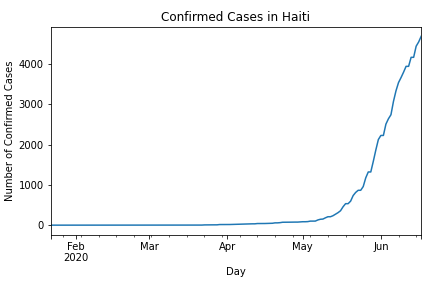 Confirmed Cases in Haiti
Number of Confirmed Cases
4000
3000
2000
1000
0
Feb Mar Apr May Jun
2020
Day